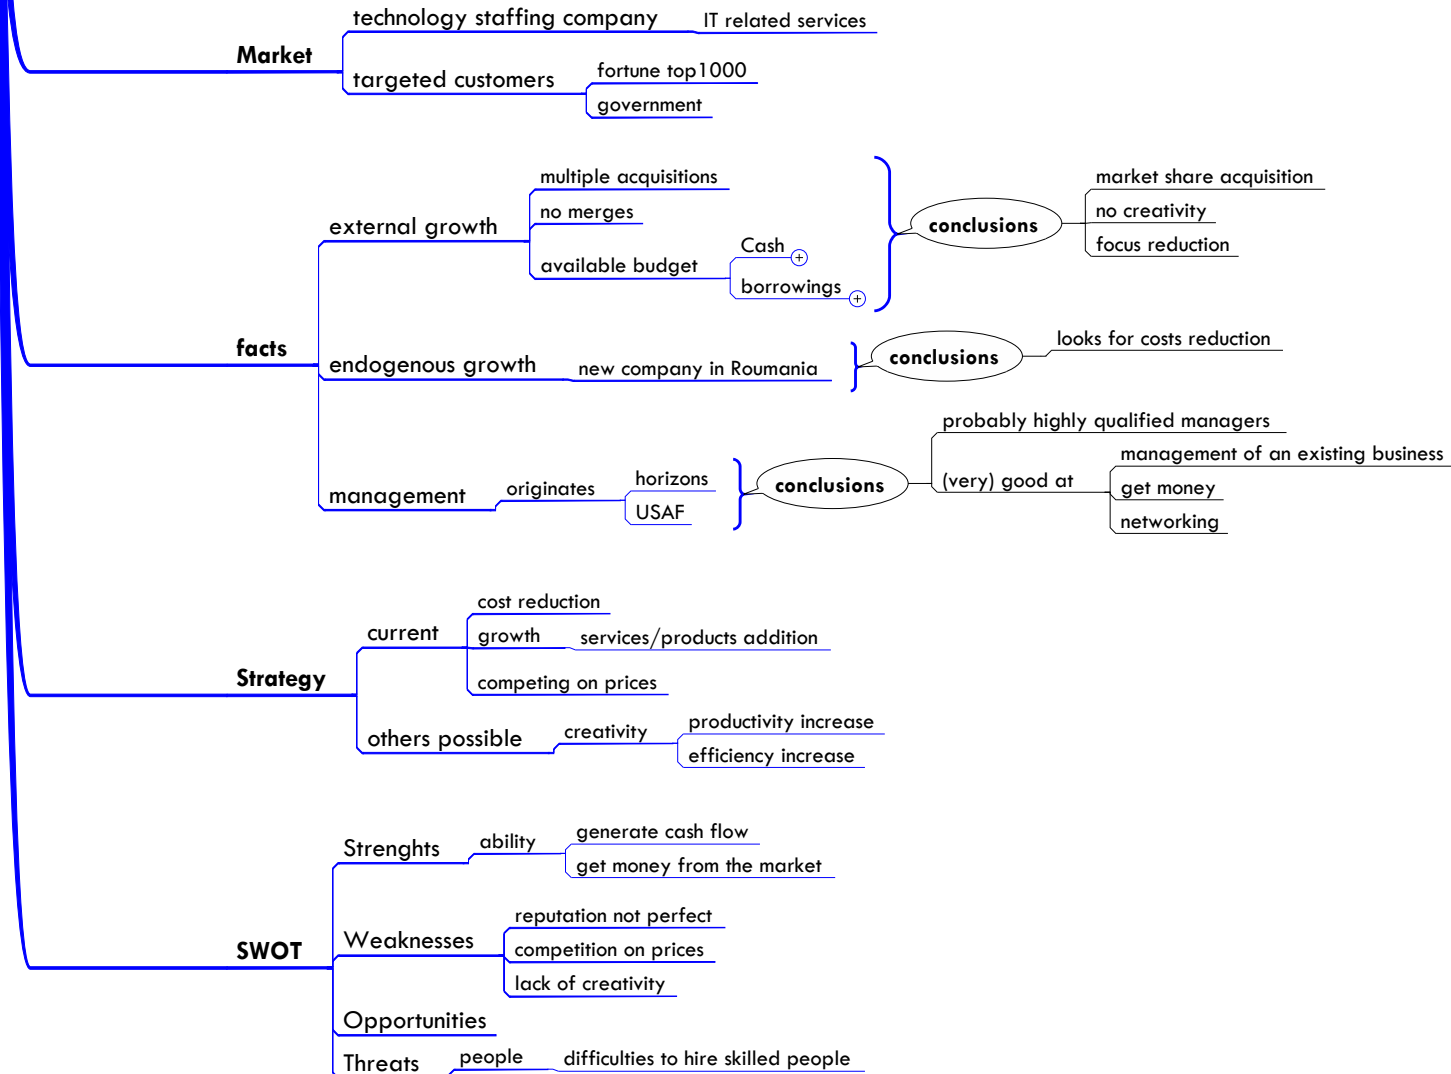 Market
technology staffing company
IT related services
targeted customers
fortune top1000
government
facts
external growth
multiple acquisitions
no merges
available budget
Cash
borrowings
conclusions
market share acquisition
no creativity
focus reduction
endogenous growth
new company in Roumania
conclusions
looks for costs reduction
management
originates
horizons
USAF
conclusions
probably highly qualified managers
(very) good at
management of an existing business
get money
networking
Strategy
current
cost reduction
growth
services/products addition
competing on prices
others possible
creativity
productivity increase
efficiency increase
SWOT
Strenghts
ability
generate cash flow
get money from the market
Weaknesses
reputation not perfect
competition on prices
lack of creativity
Opportunities
Threats
people
difficulties to hire skilled people